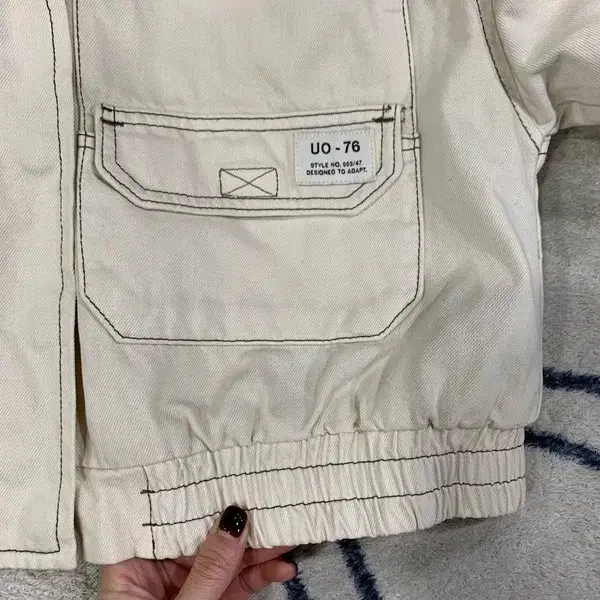 UO - 76
STYLE NO. 003/47
DESIGNED TO ADAPT.